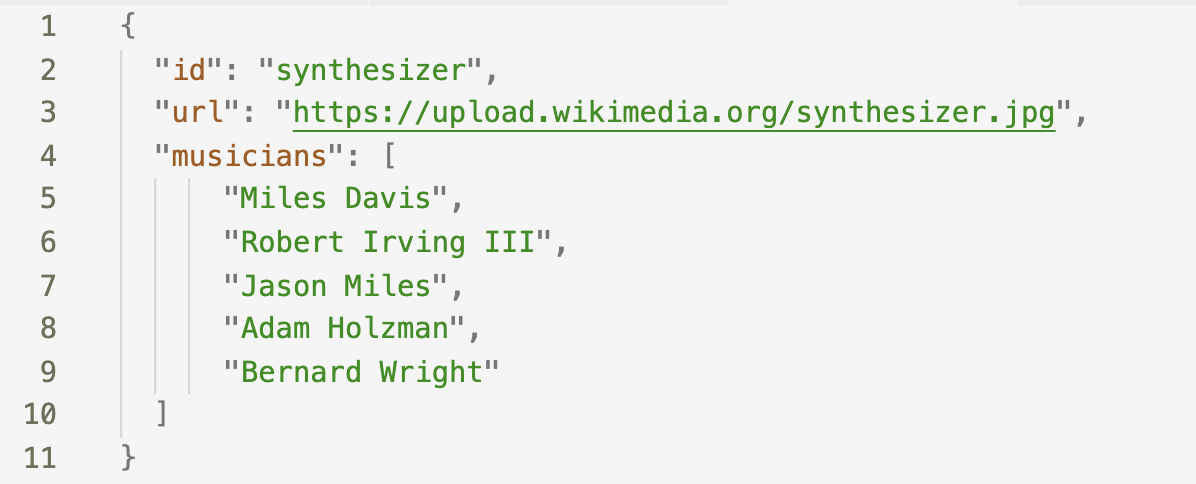 1 {
2 "id": "synthesizer",
3 "url": "https://upload.wikimedia.org/synthesizer.jpg",
4 "musicians": [
5 "Miles Davis",
6 "Robert Irving III",
7 "Jason Miles",
8 "Adam Holzman",
9 "Bernard Wright"
10 ]
11 }